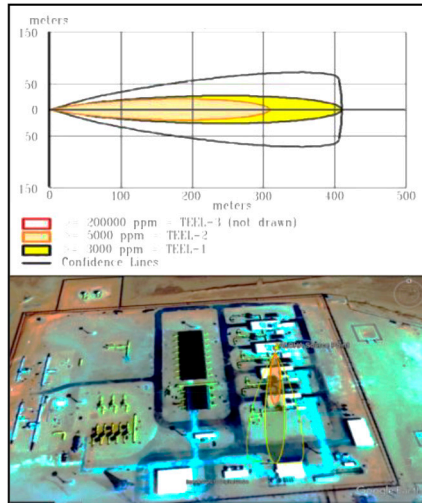 meters
150
50
0
50
150
0 100 200 300 400 500
meters
>= 200000 ppm = TEEL-3 (not drawn)
>= 5000 ppm = TEEL-2
>= 3000 ppm = TEEL-1
Confidence Lines